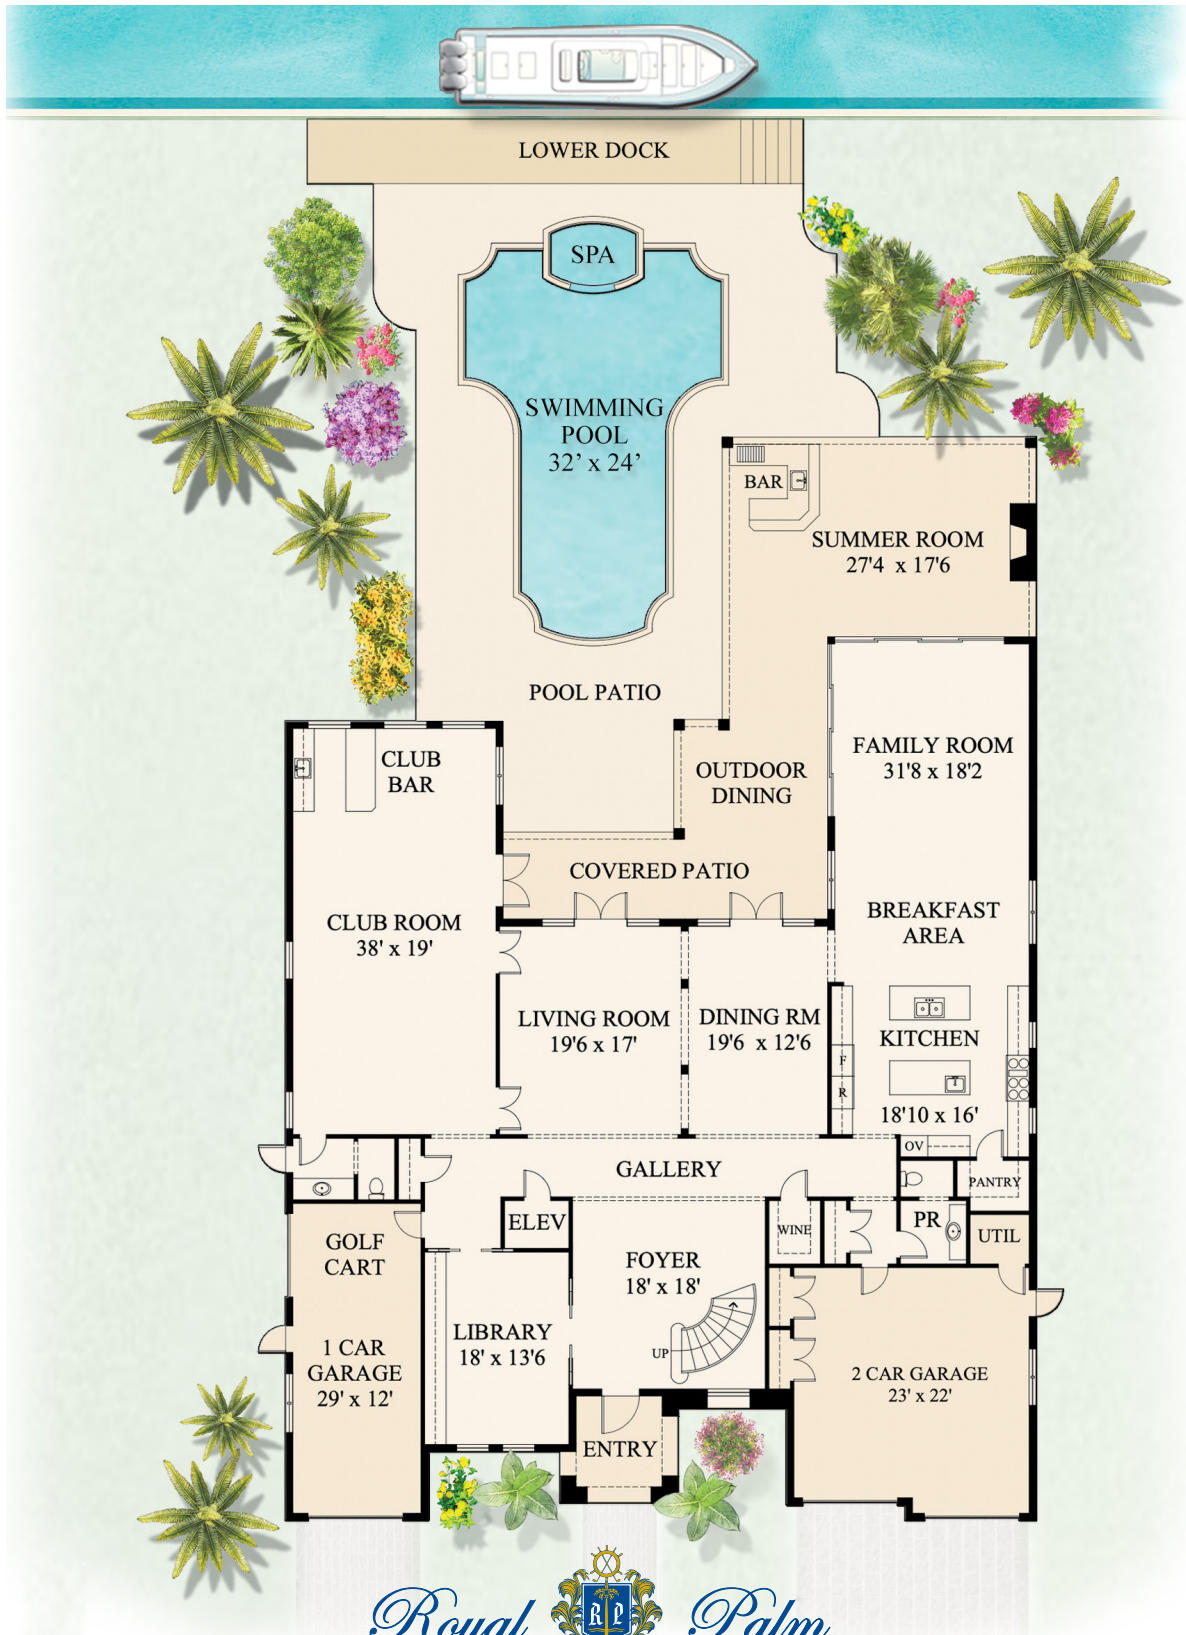 LOWER DOCK
SPA
SWIMMING
POOL
32' x 24'
BAR
SUMMER ROOM
27'4 x 17'6
POOL PATIO
CLUB
BAR
OUTDOOR
DINING
FAMILY ROOM
31'8 x 18'2
COVERED PATIO
CLUB ROOM
38' x 19'
BREAKFAST
AREA
LIVING ROOM
19'6 x 17'
DINING RM
19'6 x 12'6
KITCHEN
F
R
18'10 x 16'
OV
GALLERY
PANTRY
ELEV
WINE
PR
UTIL
GOLF
CART
FOYER
18' x 18'
LIBRARY
18' x 13'6
UP
1 CAR
GARAGE
29' x 12'
2 CAR GARAGE
23' x 22'
ENTRY
Royal RP Palm